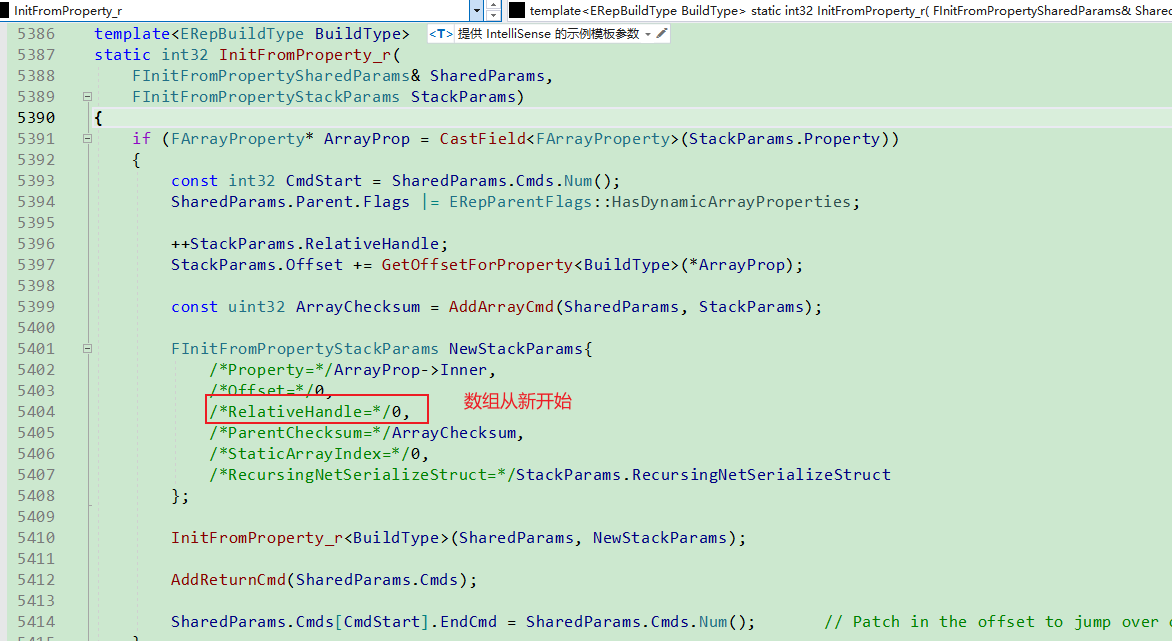 InitFromProperty_r
template<ERepBuildType BuildType> static int32 InitFromProperty_r( FInitFromPropertySharedParams& Shared
5386 template<ERepBuildType BuildType> <T> 提供 IntelliSense 的示例模板参数
5387 static int32 InitFromProperty_r(
5388 FInitFromPropertySharedParams& SharedParams,
5389 FInitFromPropertyStackParams StackParams)
5390 {
5391 if (FArrayProperty* ArrayProp = CastField<FArrayProperty>(StackParams.Property))
5392 {
5393 const int32 CmdStart = SharedParams.Cmds.Num();
5394 SharedParams.Parent.Flags |= ERepParentFlags::HasDynamicArrayProperties;
5395
5396 ++StackParams.RelativeHandle;
5397 StackParams.Offset += GetOffsetForProperty<BuildType>(*ArrayProp);
5398
5399 const uint32 ArrayChecksum = AddArrayCmd(SharedParams, StackParams);
5400
5401 FInitFromPropertyStackParams NewStackParams{
5402 /*Property=*/ArrayProp->Inner,
5403 /*Offset=*/0,
5404 /*RelativeHandle=*/0, 数组从新开始
5405 /*ParentChecksum=*/ArrayChecksum,
5406 /*StaticArrayIndex=*/0,
5407 /*RecursingNetSerializeStruct=*/StackParams.RecursingNetSerializeStruct
5408 };
5409
5410 InitFromProperty_r<BuildType>(SharedParams, NewStackParams);
5411
5412 AddReturnCmd(SharedParams.Cmds);
5413
5414 SharedParams.Cmds[CmdStart].EndCmd = SharedParams.Cmds.Num(); // Patch in the offset to jump over